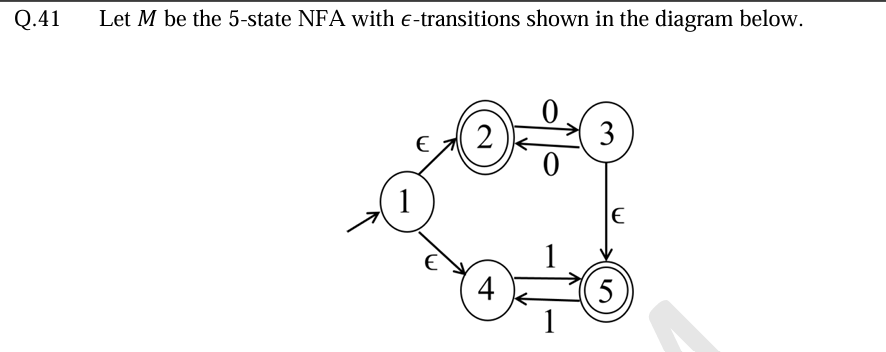 Q.41 Let M be the 5-state NFA with ϵ-transitions shown in the diagram below.
0
ϵ 2 3
0
1
ϵ
ϵ 1
4 5
1